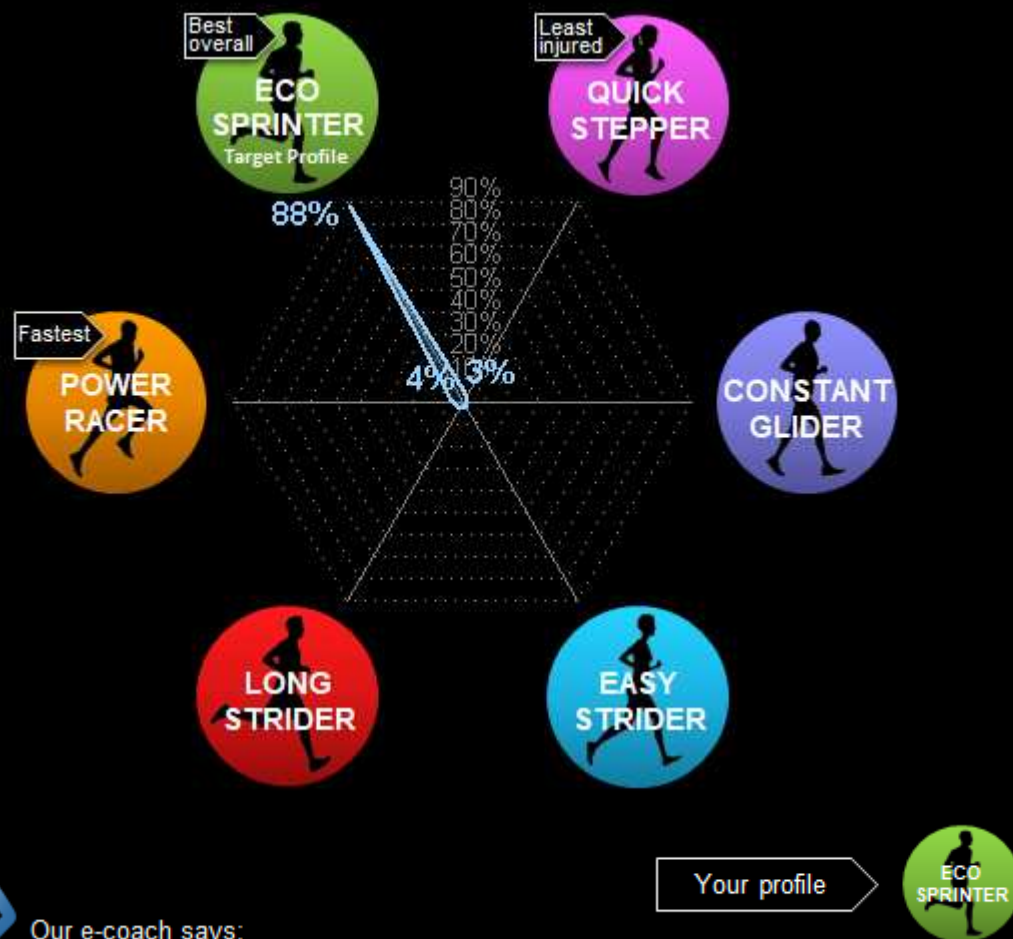 Best
overall
ECO
SPRINTER
Target Profile
Least
injured
QUICK
STEPPER
90%
80%
70%
60%
50%
40%
30%
20%
88%
4%
3%
Fastest
POWER
RACER
CONSTANT
GLIDER
LONG
STRIDER
EASY
STRIDER
Your profile
ECO
SPRINTER
Our e-coach says: